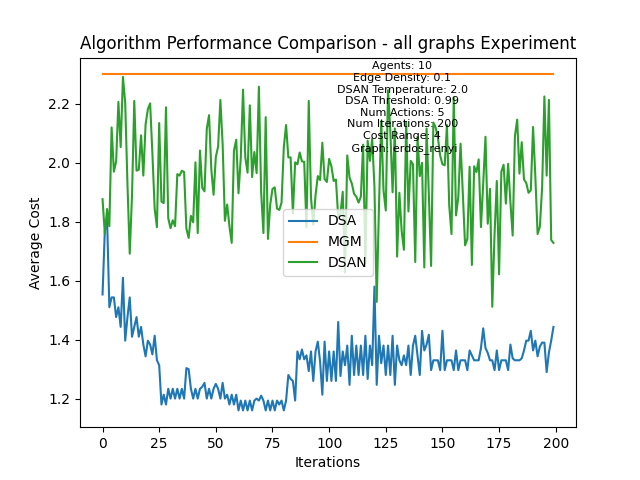 Algorithm Performance Comparison - all graphs Experiment
Agents: 10
Edge Density: 0.1
DSAN Temperature: 2.0
DSA Threshold: 0.99
Num Actions: 5
Num Iterations: 200
Cost Range: 4
Graph: erdos_renyi
2.2
2.0
1.8
1.6
1.4
1.2
Average Cost
DSA
MGM
DSAN
0
25
50
75
100
125
150
175
200
Iterations